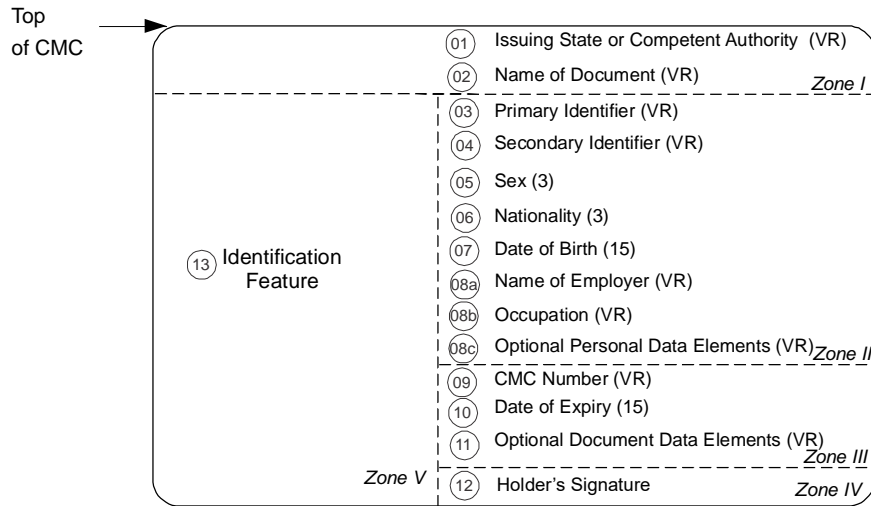 Top
of CMC
01 Issuing State or Competent Authority (VR)
02 Name of Document (VR)
Zone I
03 Primary Identifier (VR)
04 Secondary Identifier (VR)
05 Sex (3)
06 Nationality (3)
07 Date of Birth (15)
13 Identification
Feature
08a Name of Employer (VR)
08b Occupation (VR)
08c Optional Personal Data Elements (VR)
Zone II
09 CMC Number (VR)
10 Date of Expiry (15)
11 Optional Document Data Elements (VR)
Zone III
Zone V
12 Holder's Signature
Zone IV